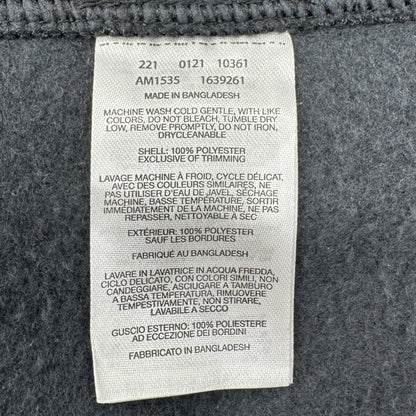 221 0121 10361
AM1535 1639261
MADE IN BANGLADESH
MACHINE WASH COLD GENTLE, WITH LIKE
COLORS, DO NOT BLEACH, TUMBLE DRY
LOW, REMOVE PROMPTLY, DO NOT IRON,
DRYCLEANABLE
SHELL: 100% POLYESTER
EXCLUSIVE OF TRIMMING
LAVAGE MACHINE À FROID, CYCLE DÉLICAT,
AVEC DES COULEURS SIMILAIRES, NE
PAS UTILISER D'EAU DE JAVEL, SÉCHAGE
MACHINE, BASSE TEMPÉRATURE, SORTIR
IMMÉDIATEMENT DE LA MACHINE, NE PAS
REPASSER, NETTOYABLE A SEC
EXTÉRIEUR: 100% POLYESTER
SAUF LES BORDURES
FABRIQUÉ AU BANGLADESH
LAVARE IN LAVATRICE IN ACQUA FREDDA,
CICLO DELICATO, CON COLORI SIMILI, NON
CANDEGGIARE, ASCIUGARE A TAMBURO
A BASSA TEMPERATURA, RIMUOVERE
TEMPESTIVAMENTE, NON STIRARE,
LAVABILE A SECCO
GUSCIO ESTERNO: 100% POLIESTERE
AD ECCEZIONE DEI BORDINI
FABBRICATO IN BANGLADESH